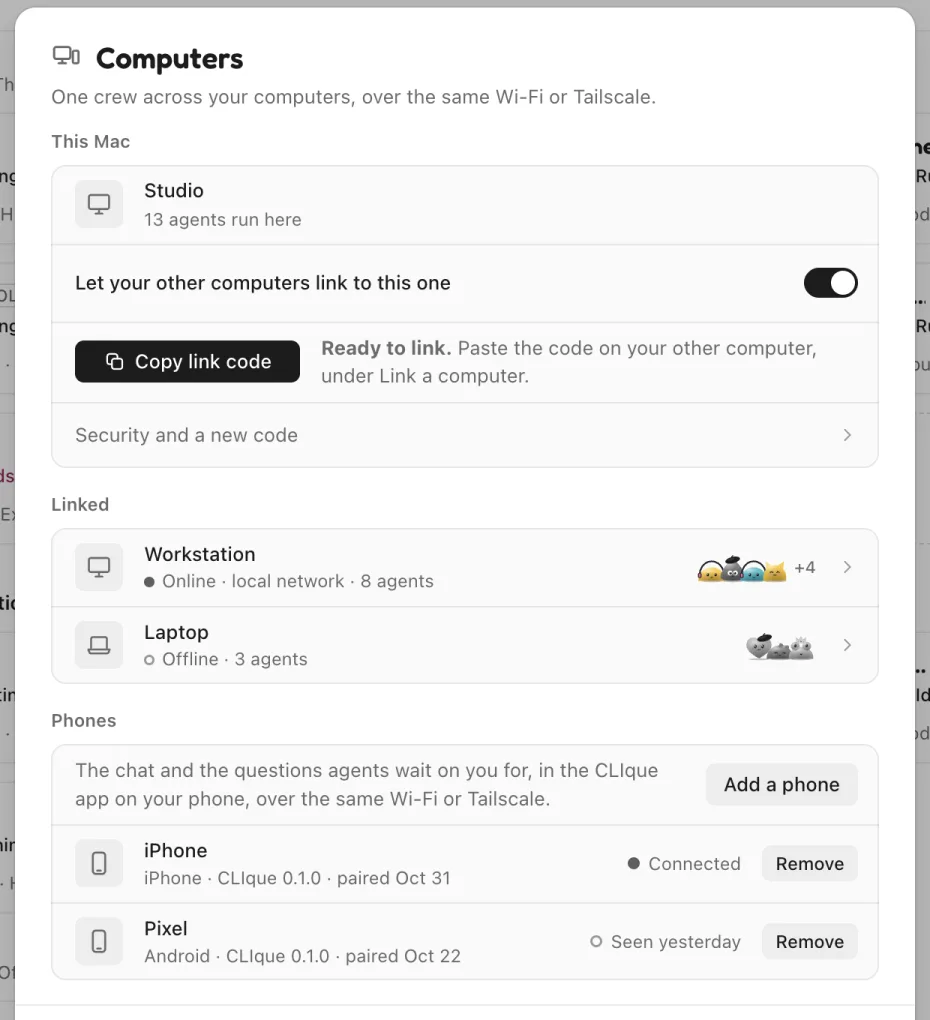 Computers
One crew across your computers, over the same Wi-Fi or Tailscale.
This Mac
Studio
13 agents run here
Let your other computers link to this one
Copy link code
Ready to link. Paste the code on your other computer,
under Link a computer.
Security and a new code
Linked
Workstation
Online · local network · 8 agents
+4
Laptop
Offline · 3 agents
Phones
The chat and the questions agents wait on you for, in the CLIque
app on your phone, over the same Wi-Fi or Tailscale.
Add a phone
iPhone
iPhone · CLIque 0.1.0 · paired Oct 31
Connected
Remove
Pixel
Android · CLIque 0.1.0 · paired Oct 22
Seen yesterday
Remove